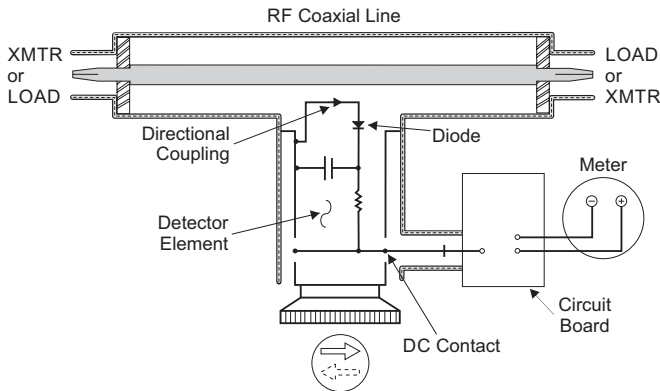 RF Coaxial Line
XMTR
or
LOAD
LOAD
or
XMTR
Directional
Coupling
Diode
Meter
Detector
Element
Circuit
Board
DC Contact